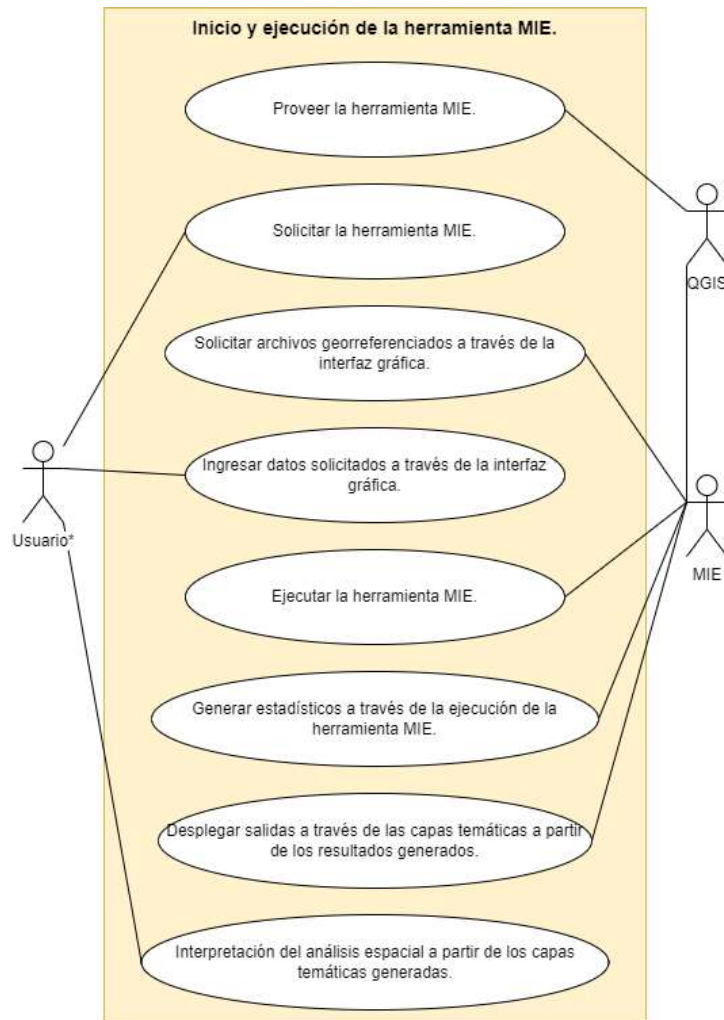 Inicio y ejecución de la herramienta MIE.
Proveer la herramienta MIE.
Solicitar la herramienta MIE.
QGIS
Solicitar archivos georreferenciados a través de la
interfaz gráfica.
Ingresar datos solicitados a través de la interfaz
gráfica.
Usuario*
MIE
Ejecutar la herramienta MIE.
Generar estadísticos a través de la ejecución de la
herramienta MIE.
Desplegar salidas a través de las capas temáticas a partir
de los resultados generados.
Interpretación del análisis espacial a partir de los capas
temáticas generadas.